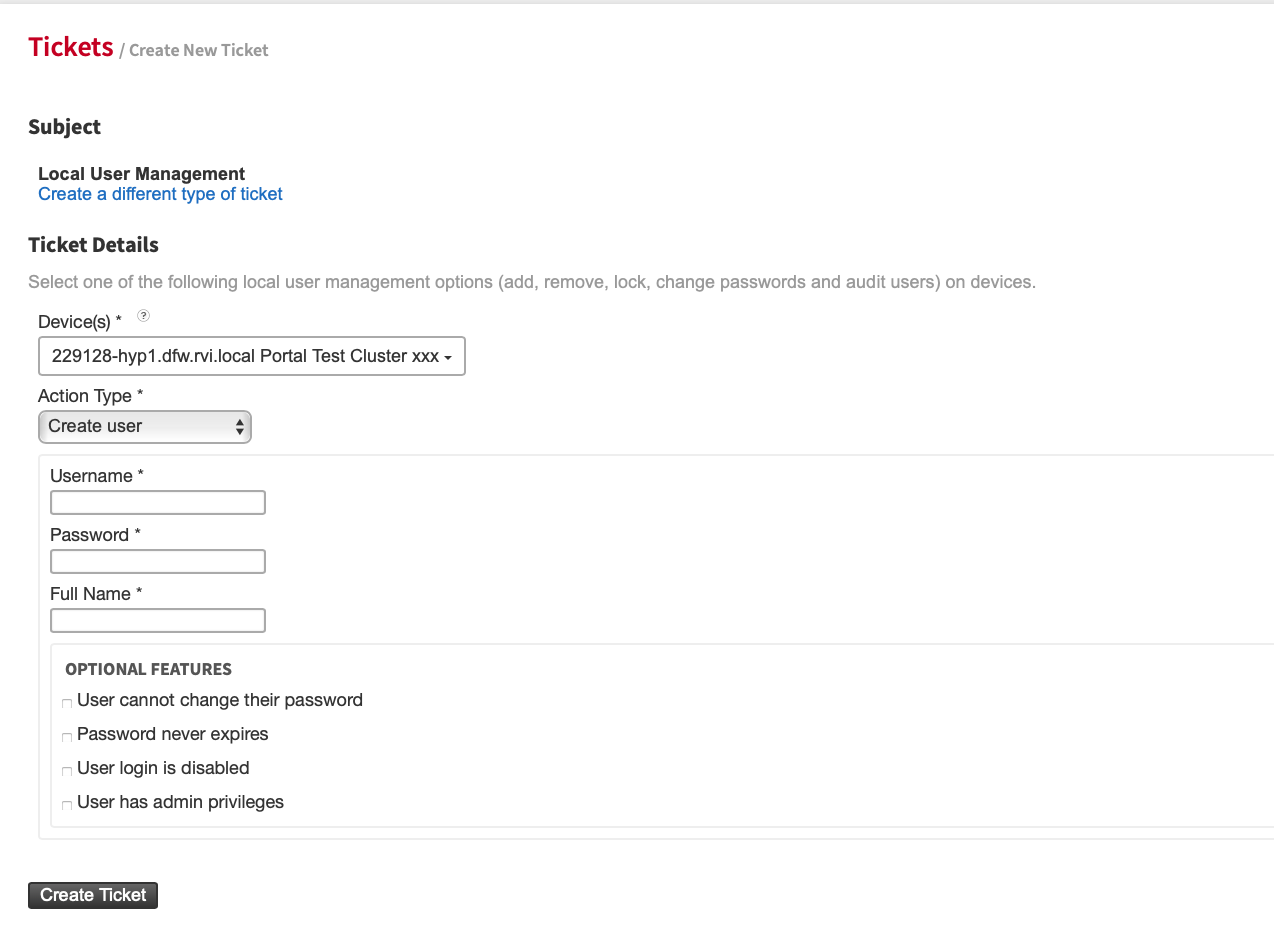 Tickets / Create New Ticket
Subject
Local User Management
Create a different type of ticket
Ticket Details
Select one of the following local user management options (add, remove, lock, change passwords and audit users) on devices.
Device(s) * ?
229128-hyp1.dfw.rvi.local Portal Test Cluster xxx
Action Type *
Create user
Username *
Password *
Full Name *
OPTIONAL FEATURES
User cannot change their password
Password never expires
User login is disabled
User has admin privileges
Create Ticket